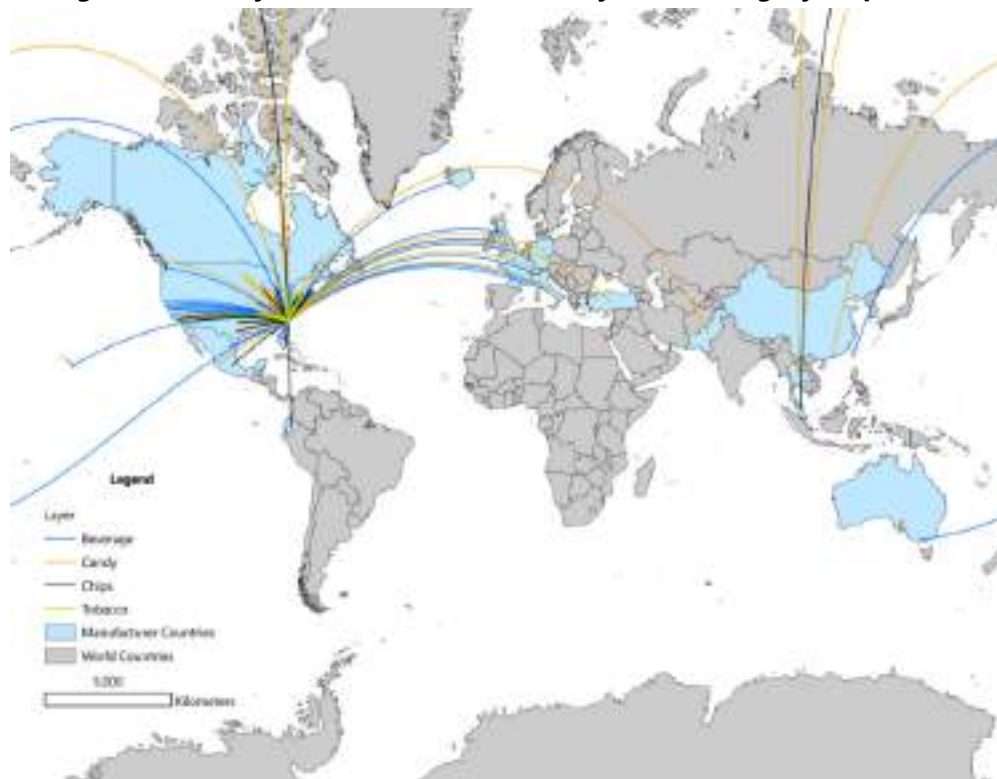 Legend
Layer
Beverage
Candy
Chips
Tobacco
Manufacturer Countries
World Countries
Kilometers